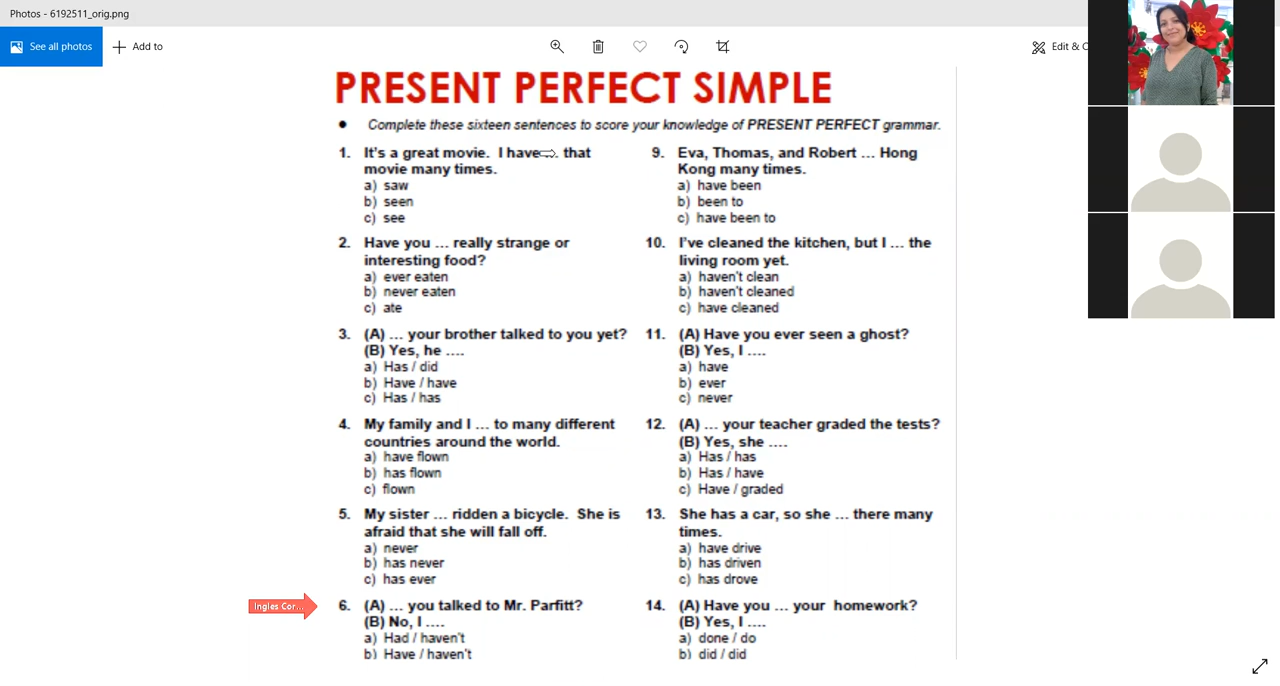 Photos - 6192511_orig.png
See all photos
Add to
Edit & C
PRESENT PERFECT SIMPLE
• Complete these sixteen sentences to score your knowledge of PRESENT PERFECT grammar.
1. It's a great movie. I have ... that
movie many times.
a) saw
b) seen
c) see
2. Have you ... really strange or
interesting food?
a) ever eaten
b) never eaten
c) ate
3. (A) ... your brother talked to you yet?
(B) Yes, he ....
a) Has / did
b) Have / have
c) Has / has
4. My family and I ... to many different
countries around the world.
a) have flown
b) has flown
c) flown
5. My sister ... ridden a bicycle. She is
afraid that she will fall off.
a) never
b) has never
c) has ever
Ingles Cor...
6. (A) ... you talked to Mr. Parfitt?
(B) No, I ....
a) Had / haven't
b) Have / haven't
9. Eva, Thomas, and Robert ... Hong
Kong many times.
a) have been
b) been to
c) have been to
10. I've cleaned the kitchen, but I ... the
living room yet.
a) haven't clean
b) haven't cleaned
c) have cleaned
11. (A) Have you ever seen a ghost?
(B) Yes, I ....
a) have
b) ever
c) never
12. (A) ... your teacher graded the tests?
(B) Yes, she ....
a) Has / has
b) Has / have
c) Have / graded
13. She has a car, so she ... there many
times.
a) have drive
b) has driven
c) has drove
14. (A) Have you ... your homework?
(B) Yes, I ....
a) done / do
b) did / did